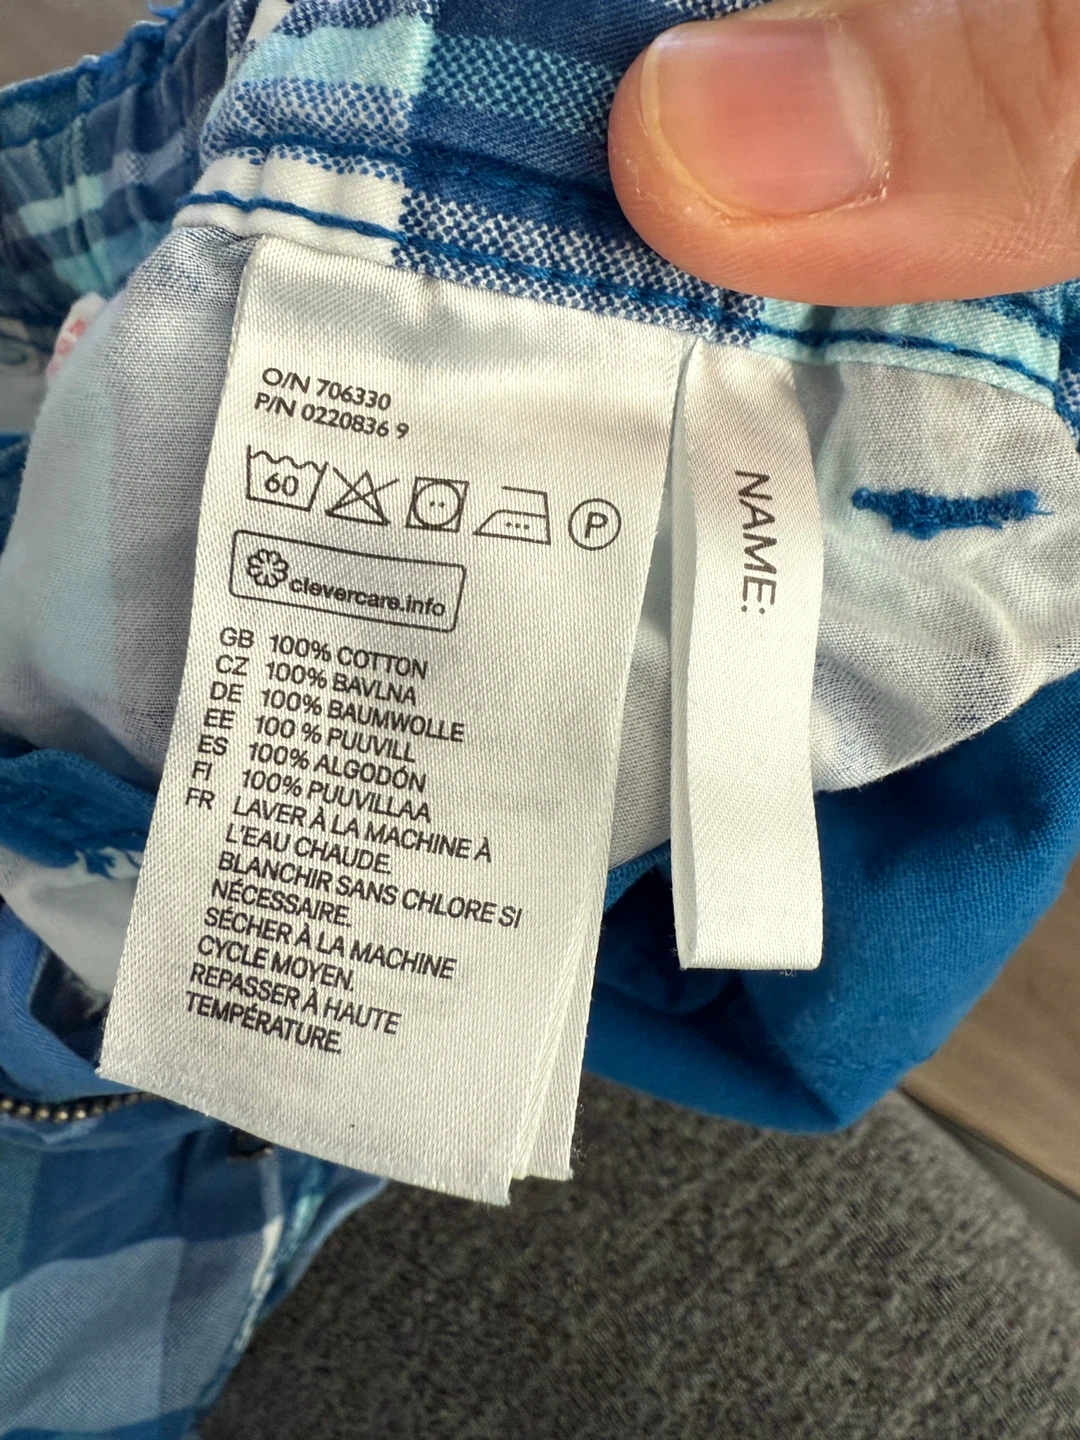 O/N 706330
P/N 0220836 9
60
P
clevercare.info
GB 100% COTTON
CZ 100% BAVLNA
DE 100% BAUMWOLLE
EE 100 % PUUVILL
ES 100% ALGODÓN
FI 100% PUUVILLAA
FR LAVER À LA MACHINE À
L'EAU CHAUDE.
BLANCHIR SANS CHLORE SI
NÉCESSAIRE.
SÉCHER À LA MACHINE
CYCLE MOYEN.
REPASSER À HAUTE
TEMPÉRATURE.
NAME: